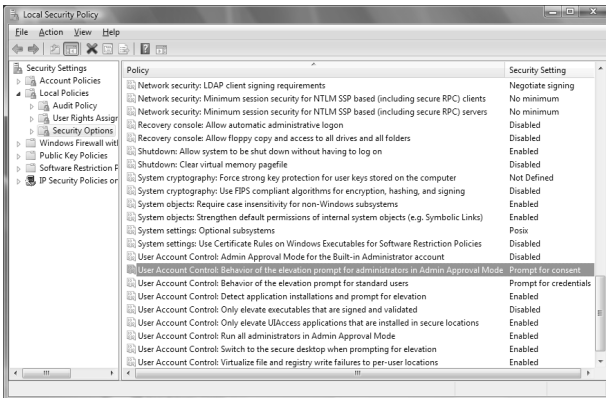 Local Security Policy
File Action View Help
Security Settings
Account Policies
Local Policies
Audit Policy
User Rights Assigr
Security Options
Windows Firewall witl
Public Key Policies
Software Restriction P
IP Security Policies or
Policy Security Setting
Network security: LDAP client signing requirements Negotiate signing
Network security: Minimum session security for NTLM SSP based (including secure RPC) clients No minimum
Network security: Minimum session security for NTLM SSP based (including secure RPC) servers No minimum
Recovery console: Allow automatic administrative logon Disabled
Recovery console: Allow floppy copy and access to all drives and all folders Disabled
Shutdown: Allow system to be shut down without having to log on Enabled
Shutdown: Clear virtual memory pagefile Disabled
System cryptography: Force strong key protection for user keys stored on the computer Not Defined
System cryptography: Use FIPS compliant algorithms for encryption, hashing, and signing Disabled
System objects: Require case insensitivity for non-Windows subsystems Enabled
System objects: Strengthen default permissions of internal system objects (e.g. Symbolic Links) Enabled
System settings: Optional subsystems Posix
System settings: Use Certificate Rules on Windows Executables for Software Restriction Policies Disabled
User Account Control: Admin Approval Mode for the Built-in Administrator account Disabled
User Account Control: Behavior of the elevation prompt for administrators in Admin Approval Mode Prompt for consent
User Account Control: Behavior of the elevation prompt for standard users Prompt for credentials
User Account Control: Detect application installations and prompt for elevation Enabled
User Account Control: Only elevate executables that are signed and validated Disabled
User Account Control: Only elevate UIAccess applications that are installed in secure locations Enabled
User Account Control: Run all administrators in Admin Approval Mode Enabled
User Account Control: Switch to the secure desktop when prompting for elevation Enabled
User Account Control: Virtualize file and registry write failures to per-user locations Enabled